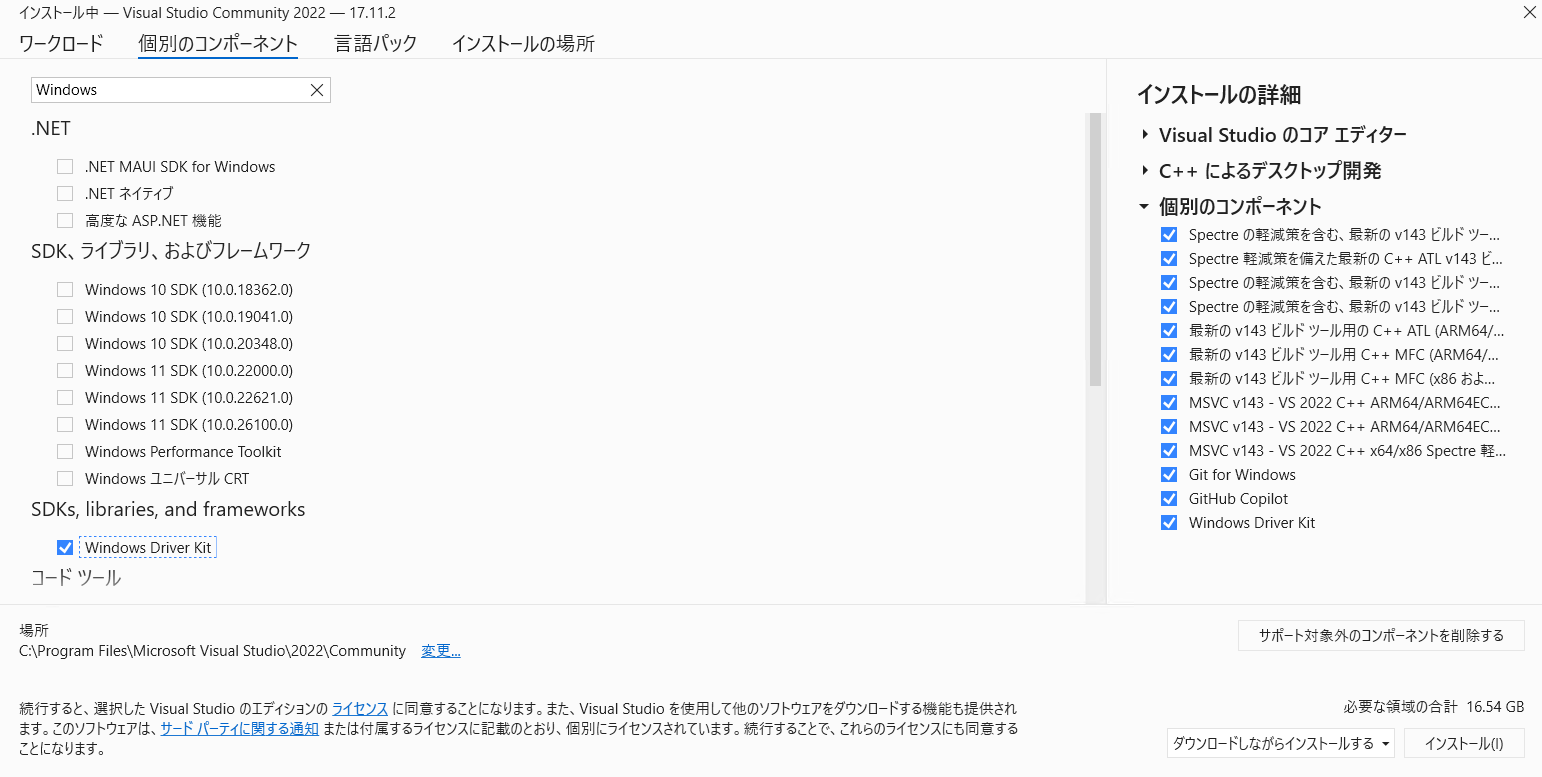 インストール中 — Visual Studio Community 2022 — 17.11.2
ワークロード 個別のコンポーネント 言語パック インストールの場所
Windows
.NET
.NET MAUI SDK for Windows
.NET ネイティブ
高度な ASP.NET 機能
SDK、ライブラリ、およびフレームワーク
Windows 10 SDK (10.0.18362.0)
Windows 10 SDK (10.0.19041.0)
Windows 10 SDK (10.0.20348.0)
Windows 11 SDK (10.0.22000.0)
Windows 11 SDK (10.0.22621.0)
Windows 11 SDK (10.0.26100.0)
Windows Performance Toolkit
Windows ユニバーサル CRT
SDKs, libraries, and frameworks
Windows Driver Kit
コード ツール
インストールの詳細
Visual Studio のコア エディター
C++ によるデスクトップ開発
個別のコンポーネント
Spectre の軽減策を含む、最新の v143 ビルド ツー...
Spectre 軽減策を備えた最新の C++ ATL v143 ビ...
Spectre の軽減策を含む、最新の v143 ビルド ツー...
Spectre の軽減策を含む、最新の v143 ビルド ツー...
最新の v143 ビルド ツール用の C++ ATL (ARM64/...
最新の v143 ビルド ツール用 C++ MFC (ARM64/...
最新の v143 ビルド ツール用 C++ MFC (x86 およ...
MSVC v143 - VS 2022 C++ ARM64/ARM64EC...
MSVC v143 - VS 2022 C++ ARM64/ARM64EC...
MSVC v143 - VS 2022 C++ x64/x86 Spectre 軽...
Git for Windows
GitHub Copilot
Windows Driver Kit
場所
C:\Program Files\Microsoft Visual Studio\2022\Community 変更...
サポート対象外のコンポーネントを削除する
続行すると、選択した Visual Studio のエディションの ライセンス に同意することになります。また、Visual Studio を使用して他のソフトウェアをダウンロードする機能も提供され
ます。このソフトウェアは、サード パーティに関する通知 または付属するライセンスに記載のとおり、個別にライセンスされています。続行することで、これらのライセンスにも同意する
ことになります。
必要な領域の合計 16.54 GB
ダウンロードしながらインストールする インストール(I)